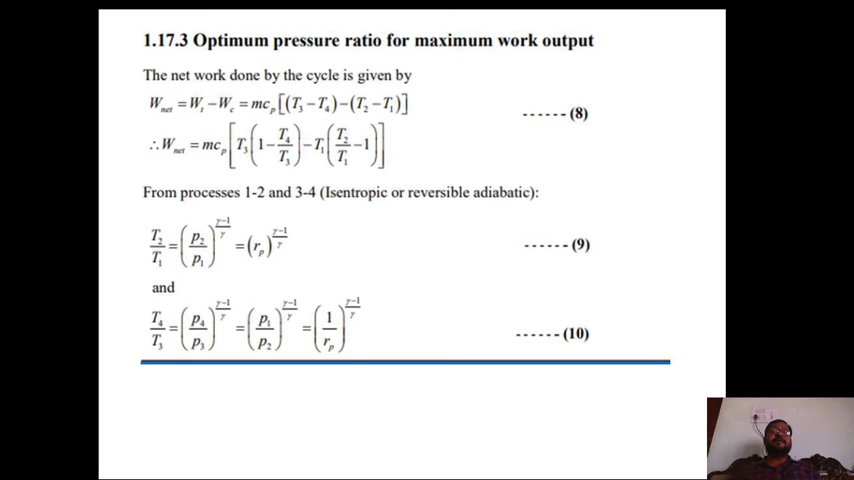 1.17.3 Optimum pressure ratio for maximum work output
The net work done by the cycle is given by
W_net = W_t − W_c = mc_p [(T_3 − T_4) − (T_2 − T_1)] ------(8)
∴ W_net = mc_p [T_3 (1 − T_4/T_3) − T_1 (T_2/T_1 − 1)]
From processes 1-2 and 3-4 (Isentropic or reversible adiabatic):
T_2/T_1 = (p_2/p_1)^((γ−1)/γ) = (r_p)^((γ−1)/γ) ------(9)
and
T_4/T_3 = (p_4/p_3)^((γ−1)/γ) = (p_1/p_2)^((γ−1)/γ) = (1/r_p)^((γ−1)/γ) ------(10)